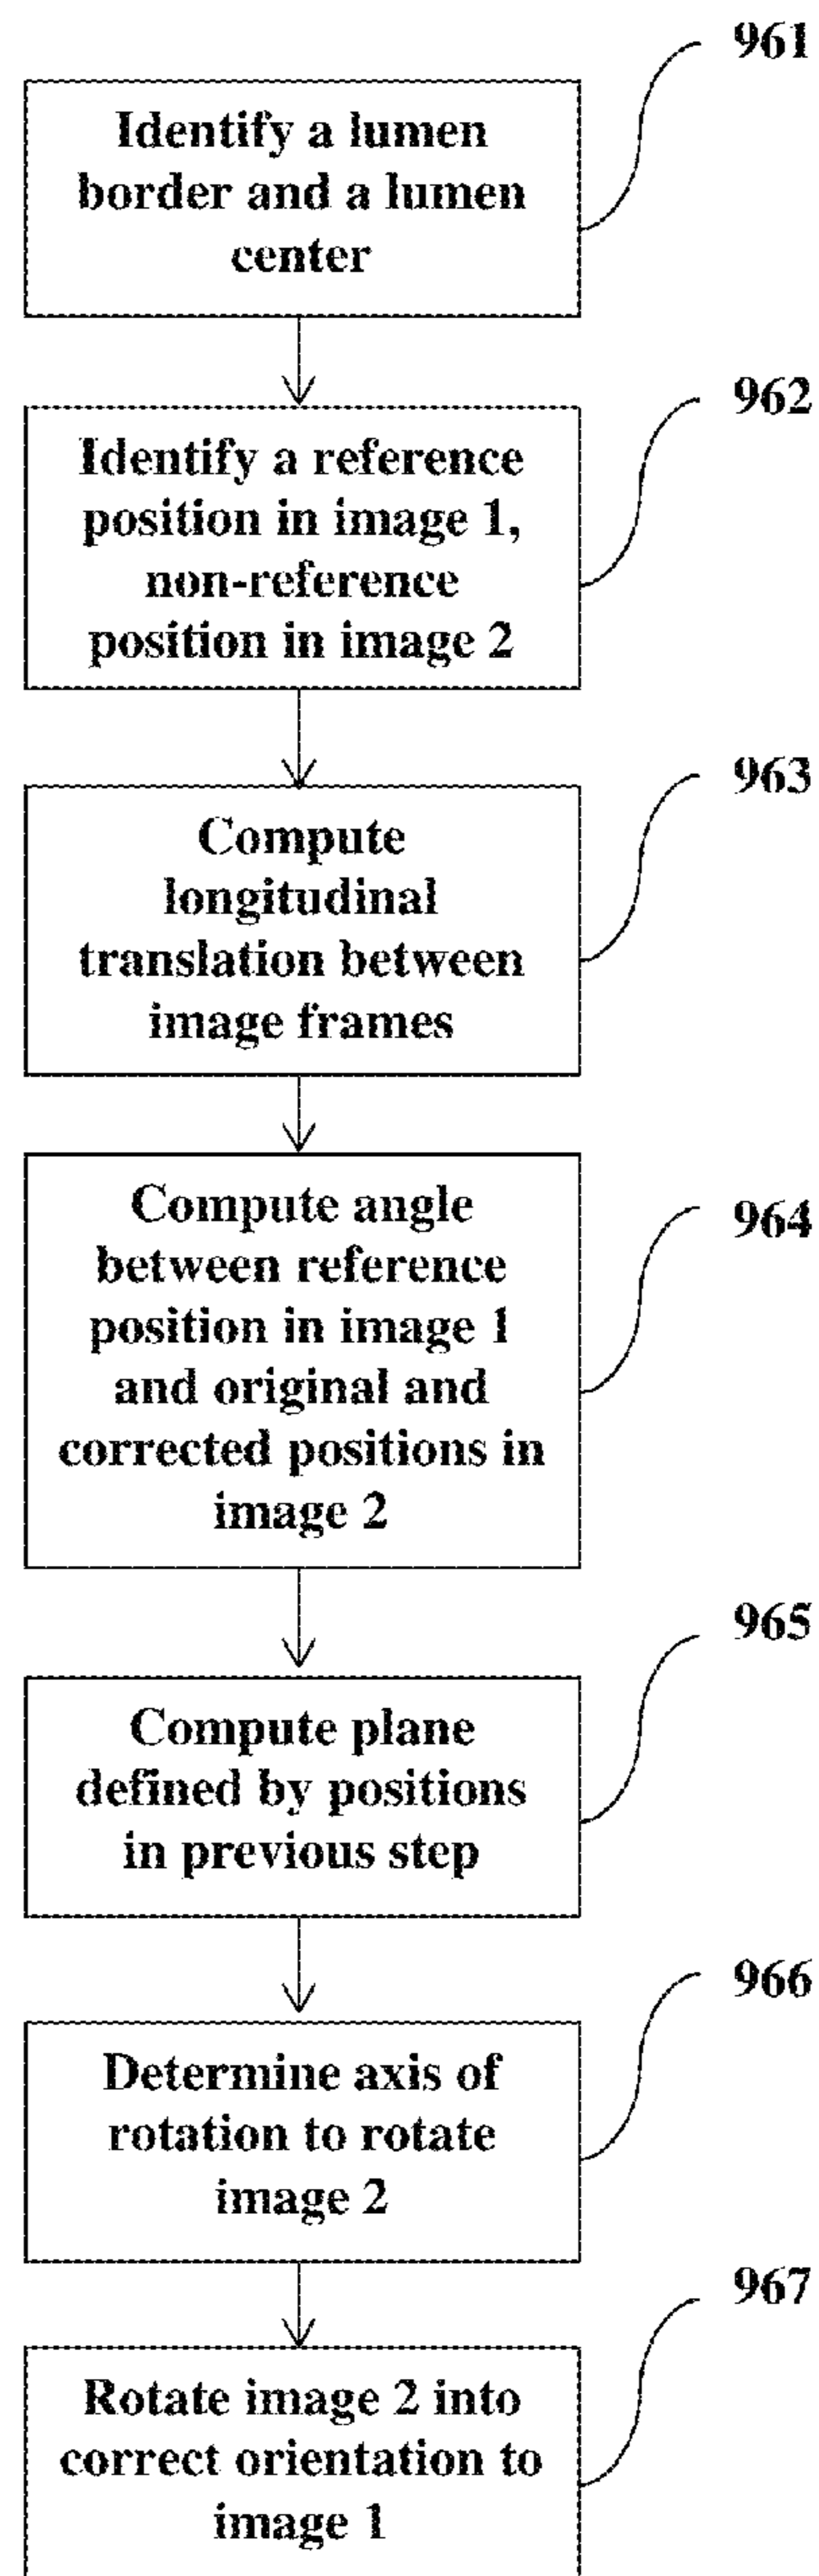 961
Identify a lumen
border and a lumen
center
962
Identify a reference
position in image 1,
non-reference
position in image 2
963
Compute
longitudinal
translation between
image frames
964
Compute angle
between reference
position in image 1
and original and
corrected positions in
image 2
965
Compute plane
defined by positions
in previous step
966
Determine axis of
rotation to rotate
image 2
967
Rotate image 2 into
correct orientation to
image 1